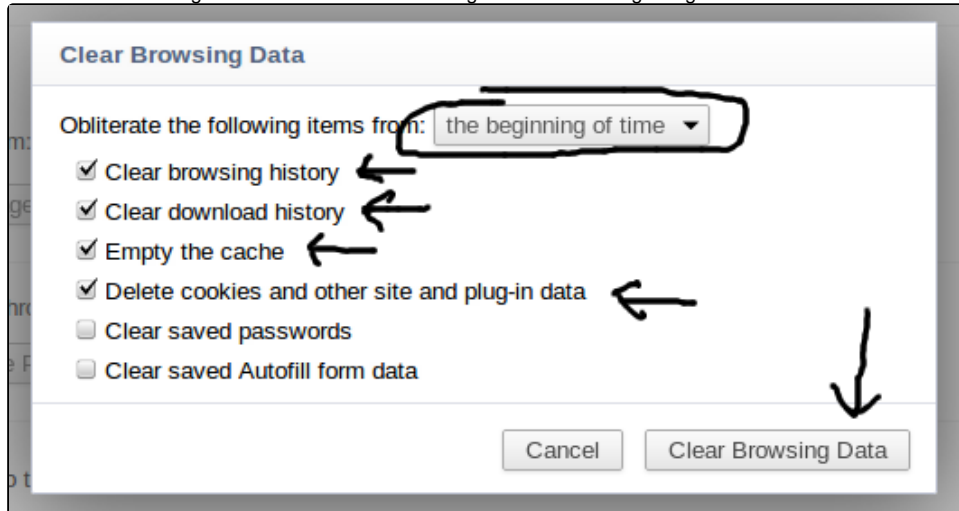 Clear Browsing Data
Obliterate the following items from: the beginning of time
Clear browsing history
Clear download history
Empty the cache
Delete cookies and other site and plug-in data
Clear saved passwords
Clear saved Autofill form data
Cancel Clear Browsing Data